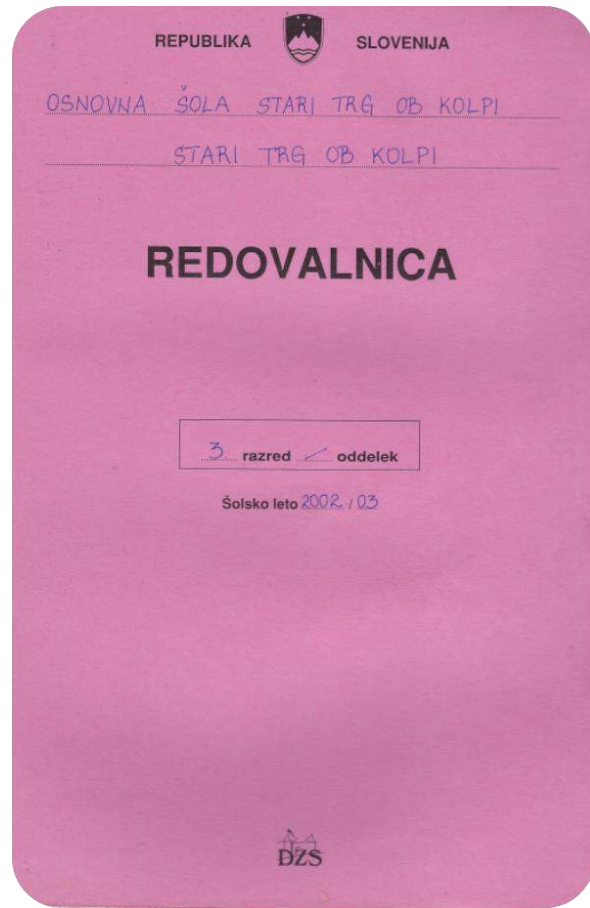 REPUBLIKA SLOVENIJA
OSNOVNA ŠOLA STARI TRG OB KOLPI
STARI TRG OB KOLPI
REDOVALNICA
3. razred / oddelek
Šolsko leto 2002 / 03
DZS